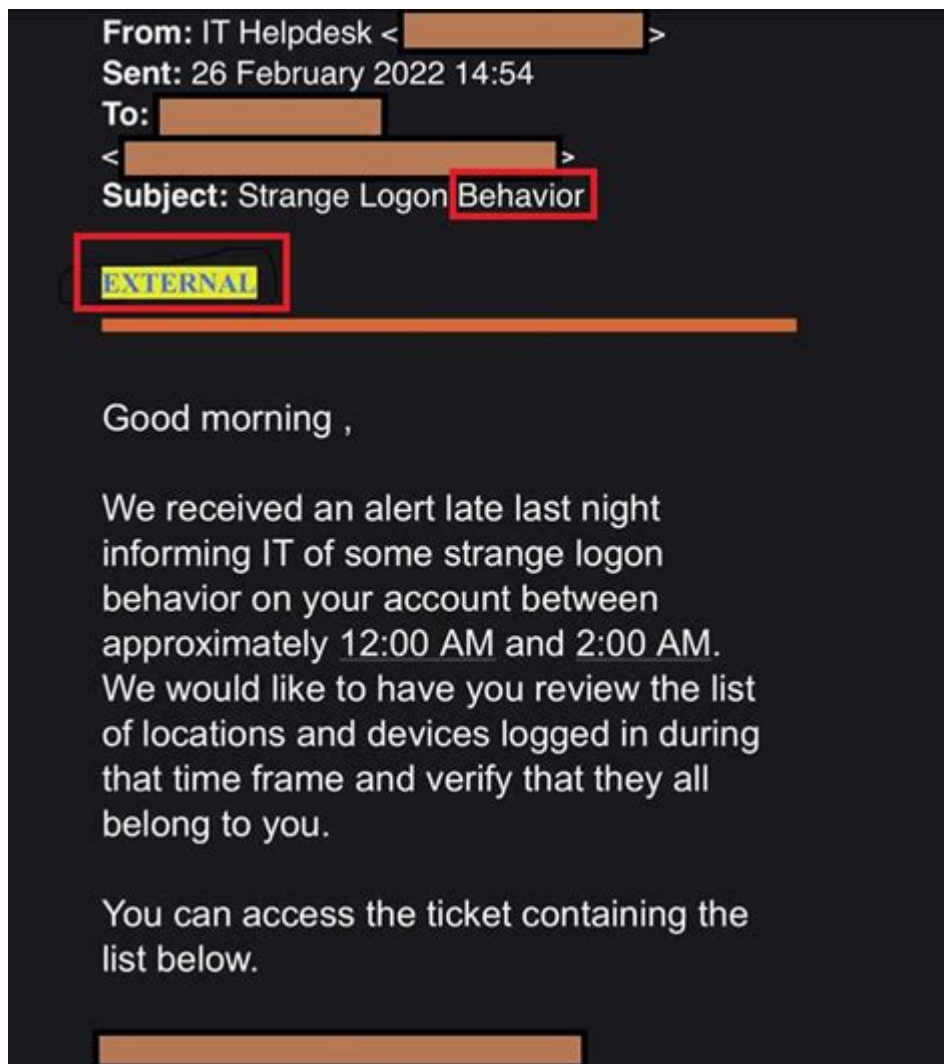 From: IT Helpdesk < >
Sent: 26 February 2022 14:54
To:
< >
Subject: Strange Logon Behavior
EXTERNAL
Good morning ,
We received an alert late last night
informing IT of some strange logon
behavior on your account between
approximately 12:00 AM and 2:00 AM.
We would like to have you review the list
of locations and devices logged in during
that time frame and verify that they all
belong to you.
You can access the ticket containing the
list below.